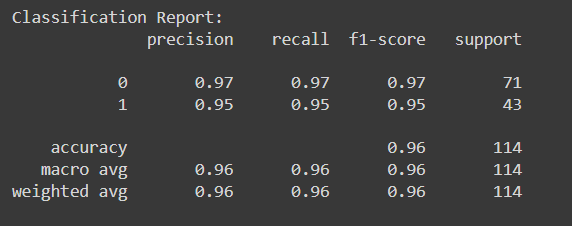 Classification Report:
precision recall f1-score support
0 0.97 0.97 0.97 71
1 0.95 0.95 0.95 43
accuracy 0.96 114
macro avg 0.96 0.96 0.96 114
weighted avg 0.96 0.96 0.96 114